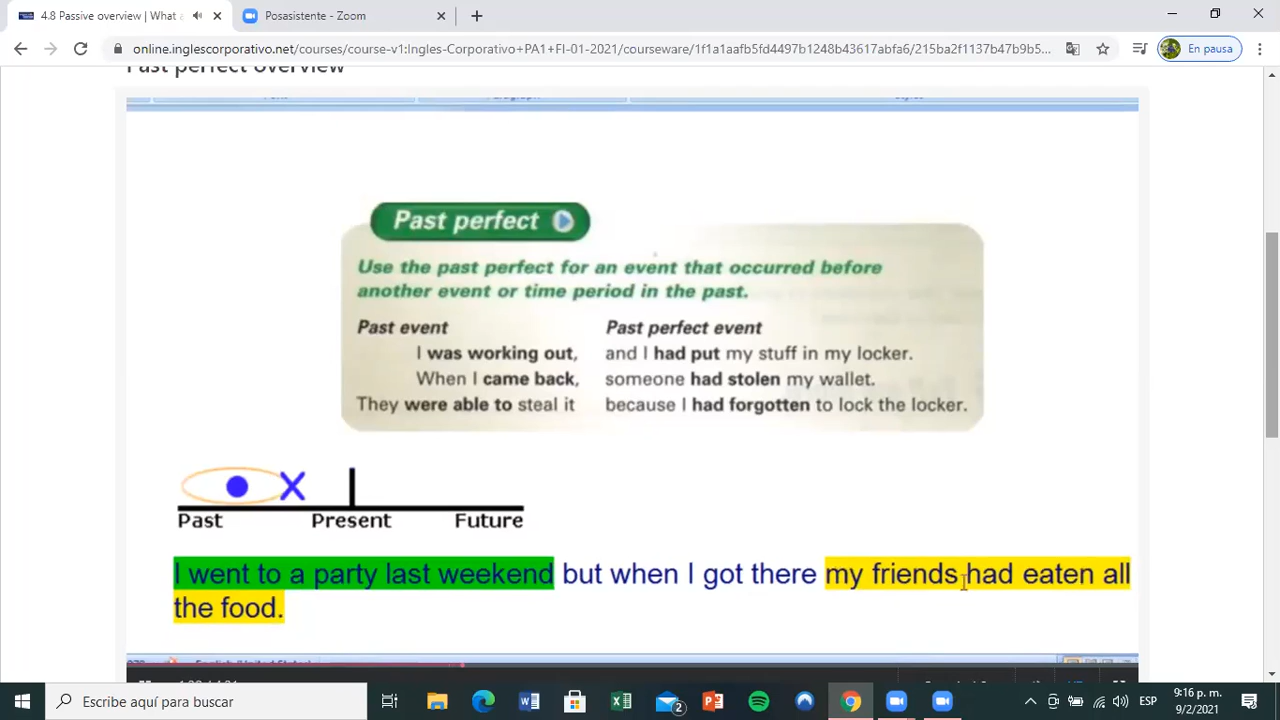 4.8 Passive overview | What a
Posasistente - Zoom
online.inglescorporativo.net/courses/course-v1:Ingles-Corporativo+PA1+FI-01-2021/courseware/1f1a1aafb5fd4497b1248b43617abfa6/215ba2f1137b47b9b5...
En pausa
Past perfect overview
Past perfect
Use the past perfect for an event that occurred before
another event or time period in the past.
Past event Past perfect event
I was working out, and I had put my stuff in my locker.
When I came back, someone had stolen my wallet.
They were able to steal it because I had forgotten to lock the locker.
Past Present Future
I went to a party last weekend but when I got there my friends had eaten all
the food.
English (United States)
Escribe aquí para buscar
2
ESP
9:16 p. m.
9/2/2021